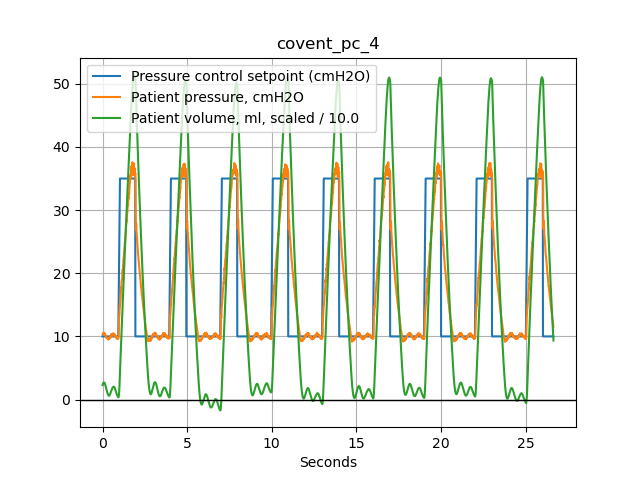 covent_pc_4
Pressure control setpoint (cmH2O)
Patient pressure, cmH2O
Patient volume, ml, scaled / 10.0
50
40
30
20
10
0
0 5 10 15 20 25
Seconds